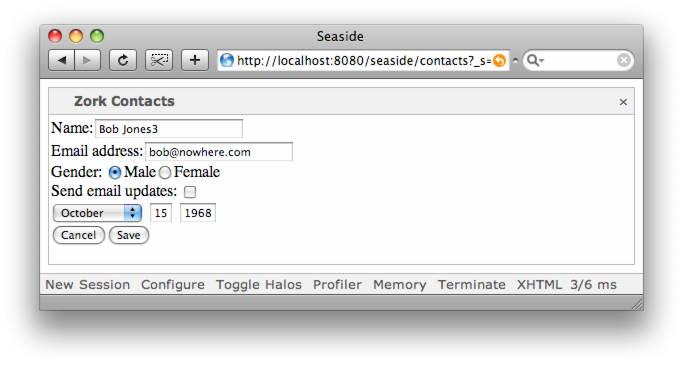 Seaside
http://localhost:8080/seaside/contacts?_s=
Zork Contacts
Name: Bob Jones3
Email address: bob@nowhere.com
Gender: Male Female
Send email updates:
October 15 1968
Cancel Save
New Session Configure Toggle Halos Profiler Memory Terminate XHTML 3/6 ms